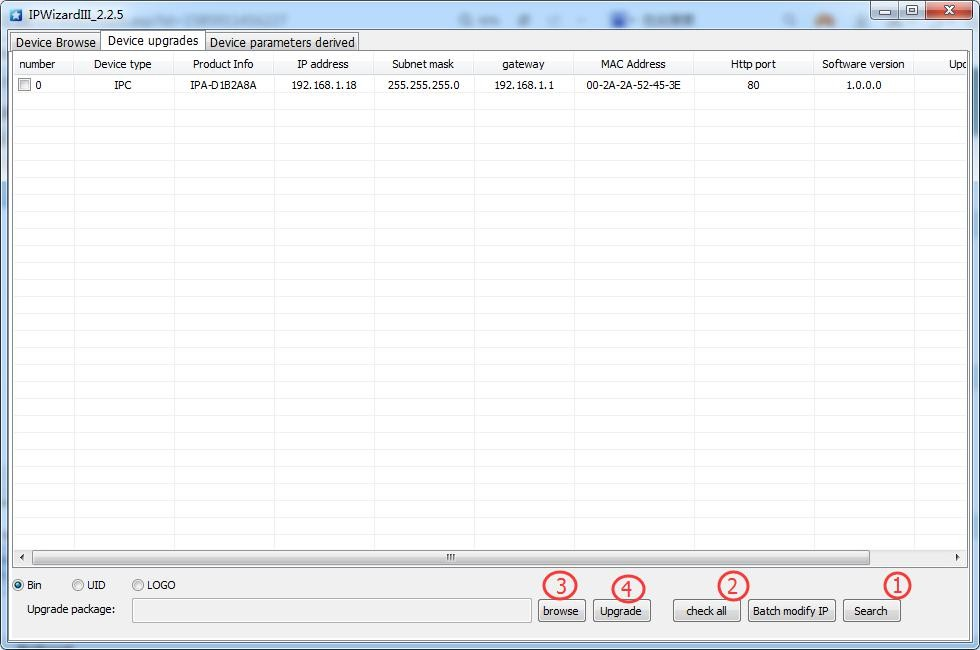 IPWizardIII_2.2.5
Device Browse Device upgrades Device parameters derived
number Device type Product Info IP address Subnet mask gateway MAC Address Http port Software version
0 IPC IPA-D1B2A8A 192.168.1.18 255.255.255.0 192.168.1.1 00-2A-2A-52-45-3E 80 1.0.0.0
Bin UID LOGO
3 4 2 1
Upgrade package: browse Upgrade check all Batch modify IP Search